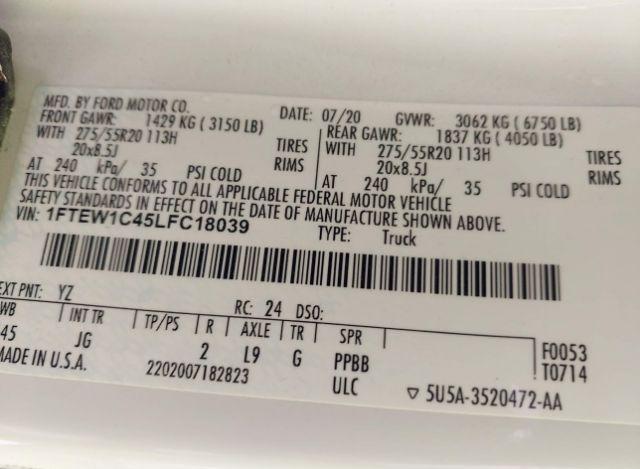 MFD. BY FORD MOTOR CO. DATE: 07/20 GVWR: 3062 KG ( 6750 LB)
FRONT GAWR: 1429 KG ( 3150 LB) REAR GAWR: 1837 KG ( 4050 LB)
WITH 275/55R20 113H TIRES WITH 275/55R20 113H TIRES
20x8.5J RIMS 20x8.5J RIMS
AT 240 kPa/ 35 PSI COLD AT 240 kPa/ 35 PSI COLD
THIS VEHICLE CONFORMS TO ALL APPLICABLE FEDERAL MOTOR VEHICLE
SAFETY STANDARDS IN EFFECT ON THE DATE OF MANUFACTURE SHOWN ABOVE.
VIN: 1FTEW1C45LFC18039 TYPE: Truck
EXT PNT: YZ RC: 24 DSO:
WB INT TR TP/PS R AXLE TR SPR
45 JG 2 L9 G PPBB F0053
MADE IN U.S.A. 2202007182823 ULC T0714
▽ 5U5A-3520472-AA